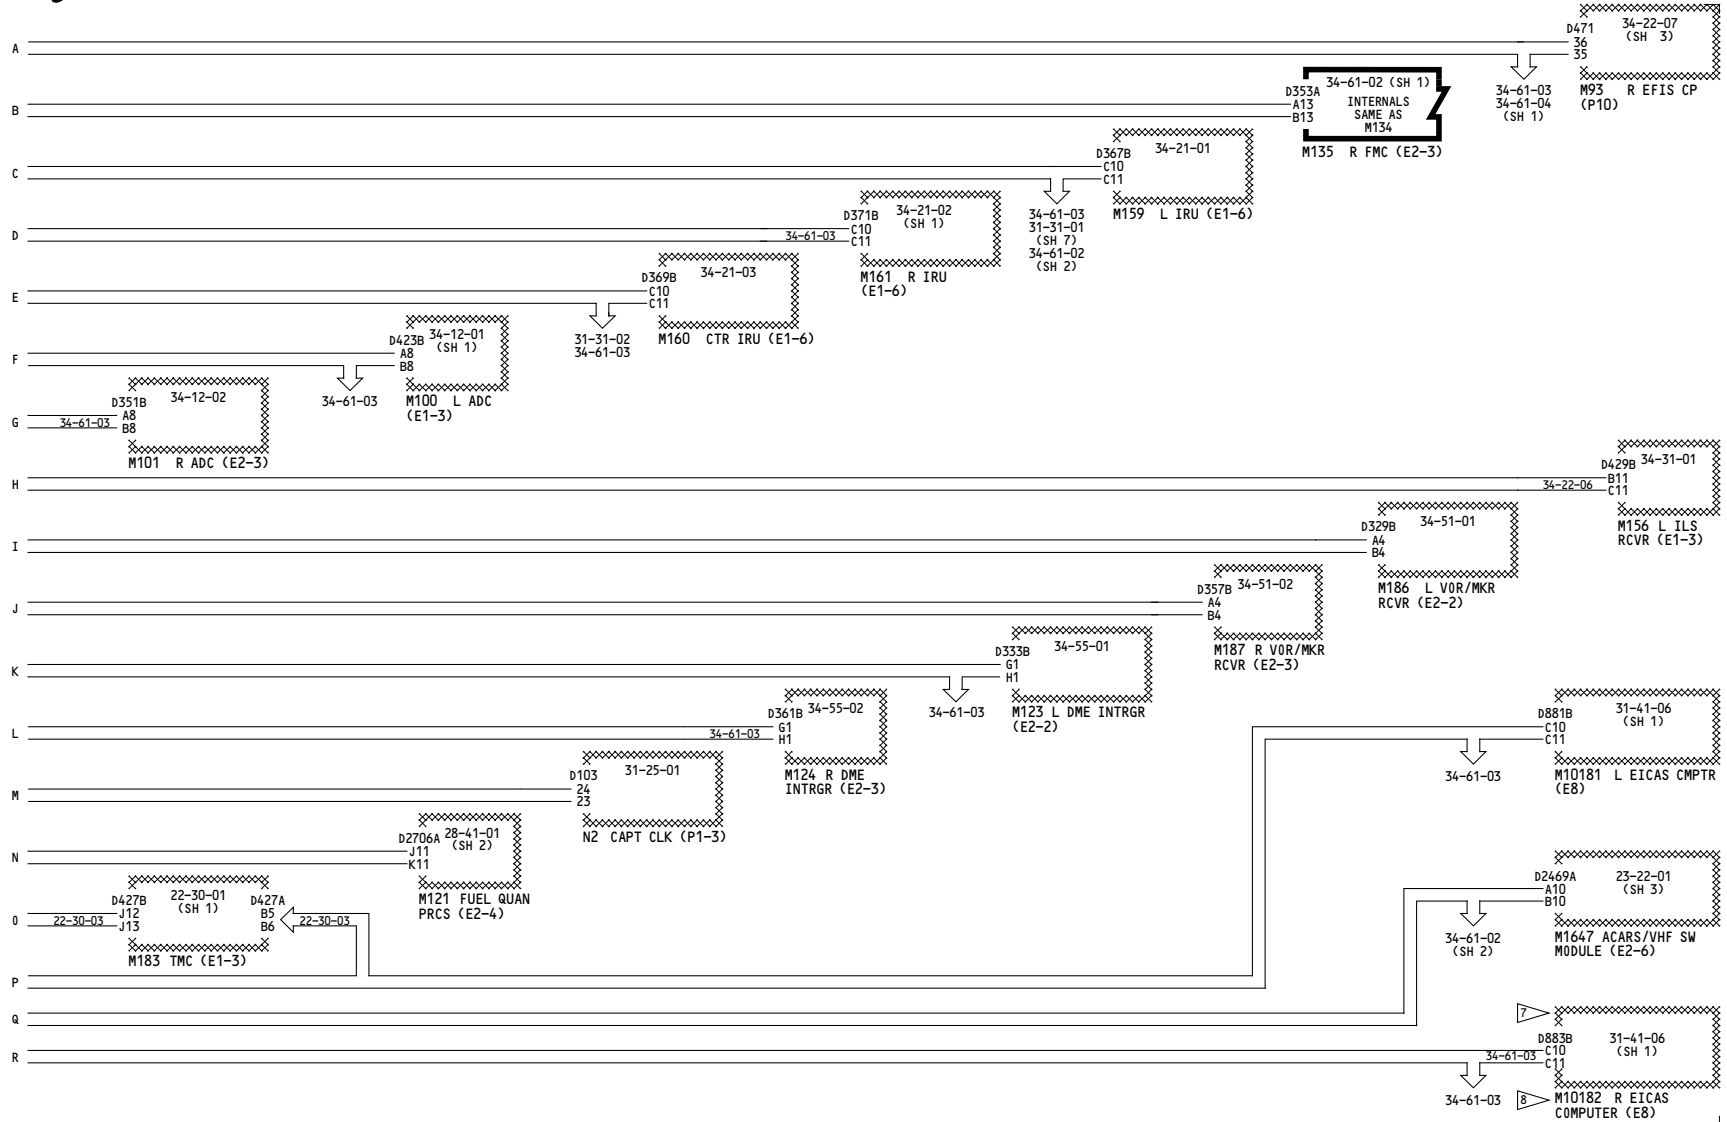 A
D471
36
35
34-22-07
(SH 3)
M93 R EFIS CP
(P10)
34-61-03
34-61-04
(SH 1)
B
D353A
A13
B13
34-61-02 (SH 1)
INTERNALS
SAME AS
M134
M135 R FMC (E2-3)
C
D367B
C10
C11
34-21-01
M159 L IRU (E1-6)
34-61-03
31-31-01
(SH 7)
34-61-02
(SH 2)
D
34-61-03
D371B
C10
C11
34-21-02
(SH 1)
M161 R IRU
(E1-6)
E
D369B
C10
C11
34-21-03
M160 CTR IRU (E1-6)
31-31-02
34-61-03
F
D423B
A8
B8
34-12-01
(SH 1)
M100 L ADC
(E1-3)
34-61-03
G
34-61-03
D351B
A8
B8
34-12-02
M101 R ADC (E2-3)
H
34-22-06
D429B
B11
C11
34-31-01
M156 L ILS
RCVR (E1-3)
I
D329B
A4
B4
34-51-01
M186 L VOR/MKR
RCVR (E2-2)
J
D357B
A4
B4
34-51-02
M187 R VOR/MKR
RCVR (E2-3)
K
D333B
G1
H1
34-55-01
M123 L DME INTRGR
(E2-2)
34-61-03
L
34-61-03
D361B
G1
H1
34-55-02
M124 R DME
INTRGR (E2-3)
D881B
C10
C11
31-41-06
(SH 1)
M10181 L EICAS CMPTR
(E8)
34-61-03
M
D103
24
23
31-25-01
N2 CAPT CLK (P1-3)
N
D2706A
J11
K11
28-41-01
(SH 2)
M121 FUEL QUAN
PRCS (E2-4)
O
22-30-03
D427B
J12
J13
22-30-01
(SH 1)
D427A
B5
B6
22-30-03
M183 TMC (E1-3)
D2469A
A10
B10
23-22-01
(SH 3)
M1647 ACARS/VHF SW
MODULE (E2-6)
34-61-02
(SH 2)
P
Q
7
R
34-61-03
D883B
C10
C11
31-41-06
(SH 1)
34-61-03
8
M10182 R EICAS
COMPUTER (E8)